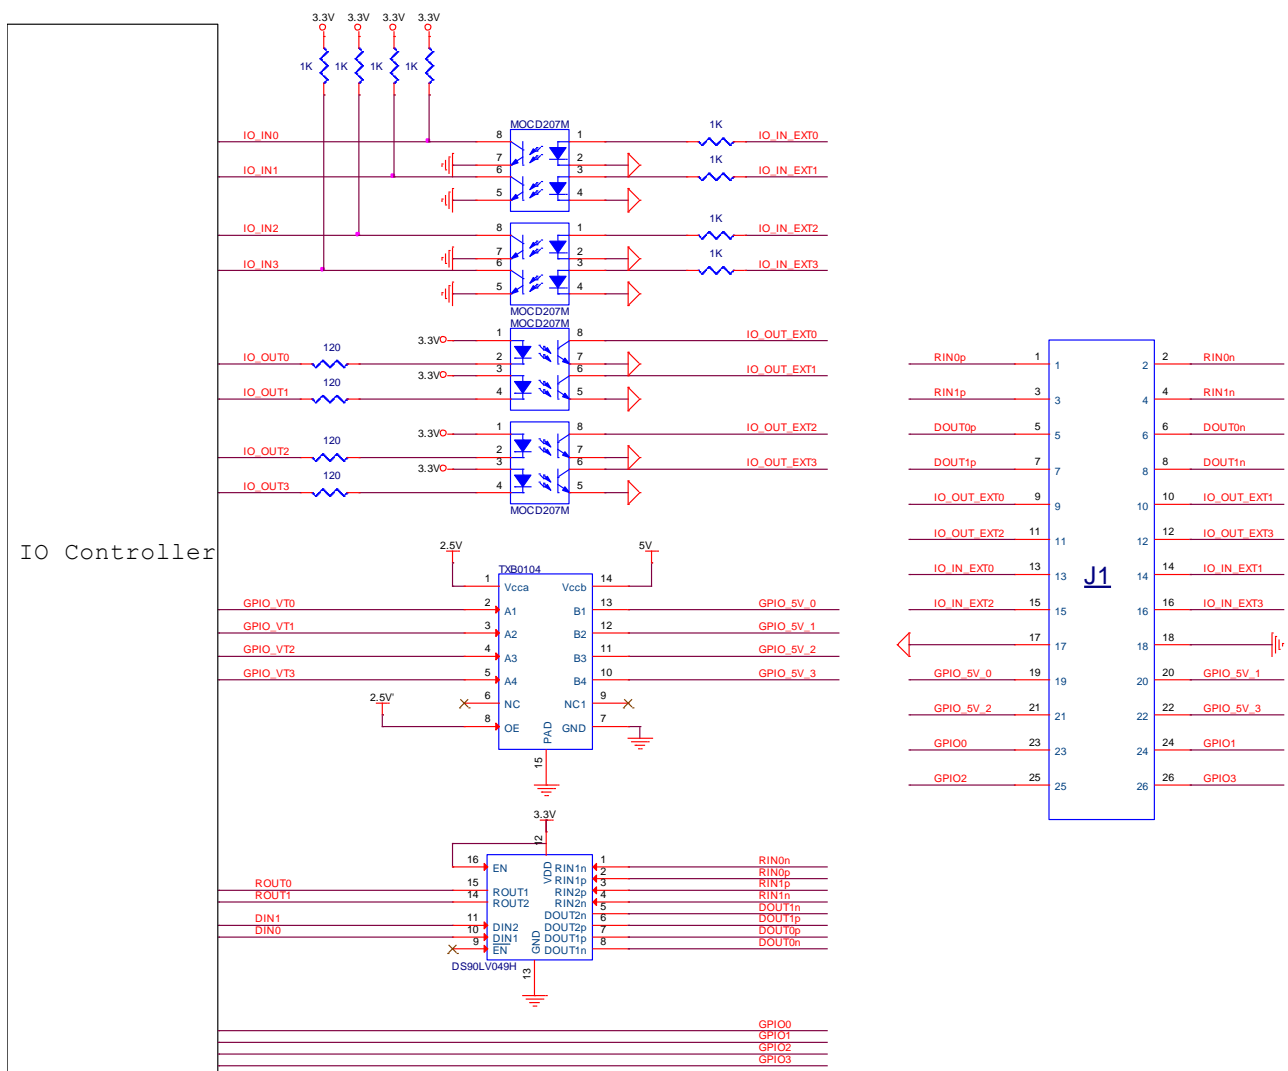 3.3V 3.3V 3.3V 3.3V
1K 1K 1K 1K
IO_IN0 8 MOCD207M 1 1K IO_IN_EXT0
7 2
IO_IN1 6 3 1K IO_IN_EXT1
5 4
IO_IN2 8 1 1K IO_IN_EXT2
7 2
IO_IN3 6 3 1K IO_IN_EXT3
5 4
MOCD207M
MOCD207M
3.3V 1 8 IO_OUT_EXT0
IO_OUT0 120 2 7
3.3V 3 6 IO_OUT_EXT1
IO_OUT1 120 4 5
3.3V 1 8 IO_OUT_EXT2
IO_OUT2 120 2 7
3.3V 3 6 IO_OUT_EXT3
IO_OUT3 120 4 5
MOCD207M
IO Controller
2.5V 5V
TXB0104
1 Vcca Vccb 14
GPIO_VT0 2 A1 B1 13 GPIO_5V_0
GPIO_VT1 3 A2 B2 12 GPIO_5V_1
GPIO_VT2 4 A3 B3 11 GPIO_5V_2
GPIO_VT3 5 A4 B4 10 GPIO_5V_3
6 NC NC1 9
2.5V' 8 OE GND 7
PAD
15
3.3V
12
VDD
16 EN RIN1n 1 RIN0n
RIN1p 2 RIN0p
ROUT0 15 ROUT1 RIN2p 3 RIN1p
ROUT1 14 ROUT2 RIN2n 4 RIN1n
DOUT2n 5 DOUT1n
DIN1 11 DIN2 DOUT2p 6 DOUT1p
DIN0 10 DIN1 DOUT1p 7 DOUT0p
9 EN DOUT1n 8 DOUT0n
GND
13
DS90LV049H
GPIO0
GPIO1
GPIO2
GPIO3
J1
RIN0p 1 1 2 2 RIN0n
RIN1p 3 3 4 4 RIN1n
DOUT0p 5 5 6 6 DOUT0n
DOUT1p 7 7 8 8 DOUT1n
IO_OUT_EXT0 9 9 10 10 IO_OUT_EXT1
IO_OUT_EXT2 11 11 12 12 IO_OUT_EXT3
IO_IN_EXT0 13 13 14 14 IO_IN_EXT1
IO_IN_EXT2 15 15 16 16 IO_IN_EXT3
17 17 18 18
GPIO_5V_0 19 19 20 20 GPIO_5V_1
GPIO_5V_2 21 21 22 22 GPIO_5V_3
GPIO0 23 23 24 24 GPIO1
GPIO2 25 25 26 26 GPIO3